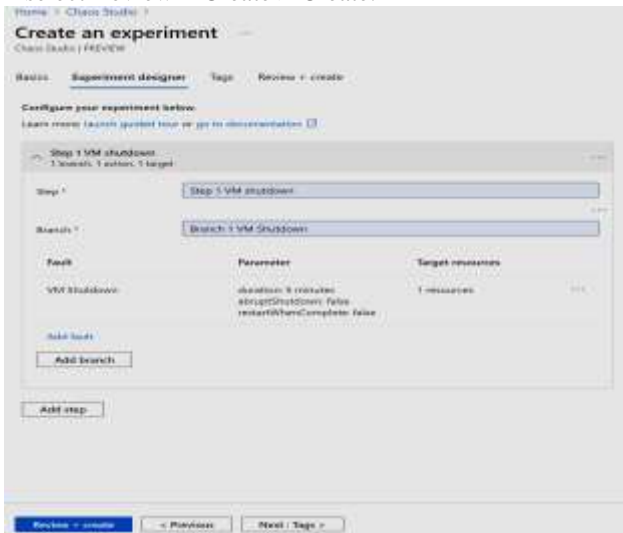 Home > Chaos Studio >
Create an experiment
Chaos Studio | PREVIEW
Basics Experiment designer Tags Review + create
Configure your experiment below
Learn more: launch guided tour or go to documentation
Step 1 VM shutdown
1 branch, 1 action, 1 target
Step * Step 1 VM shutdown
Branch * Branch 1 VM Shutdown
Fault Parameter Target resources
VM Shutdown duration: 5 minutes 1 resources
abruptShutdown: false
restartWhenComplete: false
Add fault
Add branch
Add step
Review + create < Previous Next : Tags >